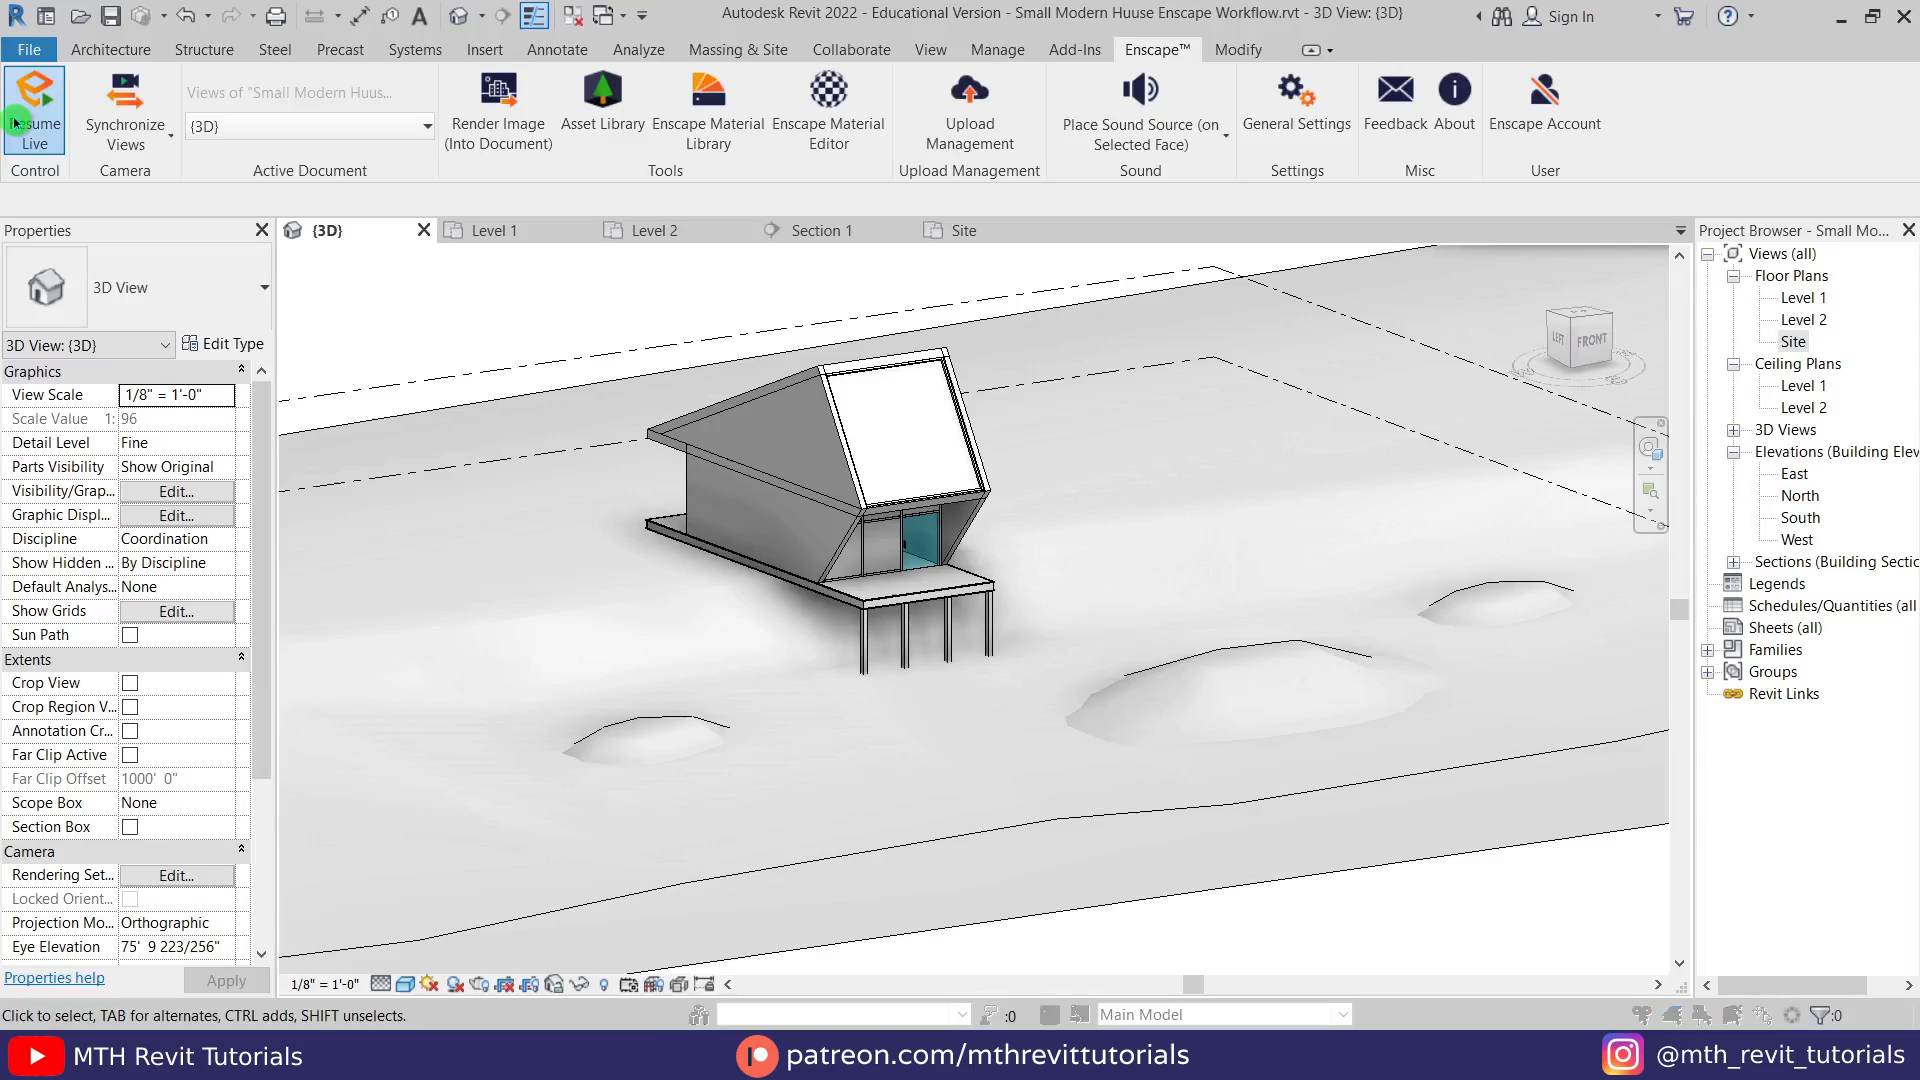 Autodesk Revit 2022 - Educational Version - Small Modern Huuse Enscape Workflow.rvt - 3D View: {3D}
Sign In
File Architecture Structure Steel Precast Systems Insert Annotate Analyze Massing & Site Collaborate View Manage Add-Ins Enscape™ Modify
Resume Live
Control
Synchronize Views
Camera
Views of "Small Modern Huus...
{3D}
Active Document
Render Image (Into Document)
Asset Library
Enscape Material Library
Enscape Material Editor
Tools
Upload Management
Upload Management
Place Sound Source (on Selected Face)
Sound
General Settings
Settings
Feedback
About
Misc
Enscape Account
User
Properties
3D View
3D View: {3D}
Edit Type
Graphics
View Scale 1/8" = 1'-0"
Scale Value 1: 96
Detail Level Fine
Parts Visibility Show Original
Visibility/Grap... Edit...
Graphic Displ... Edit...
Discipline Coordination
Show Hidden ... By Discipline
Default Analys... None
Show Grids Edit...
Sun Path
Extents
Crop View
Crop Region V...
Annotation Cr...
Far Clip Active
Far Clip Offset 1000' 0"
Scope Box None
Section Box
Camera
Rendering Set... Edit...
Locked Orient...
Projection Mo... Orthographic
Eye Elevation 75' 9 223/256"
Properties help
Apply
{3D}
Level 1
Level 2
Section 1
Site
LEFT FRONT
Project Browser - Small Mo...
Views (all)
Floor Plans
Level 1
Level 2
Site
Ceiling Plans
Level 1
Level 2
3D Views
Elevations (Building Elev
East
North
South
West
Sections (Building Sectic
Legends
Schedules/Quantities (all
Sheets (all)
Families
Groups
Revit Links
1/8" = 1'-0"
Click to select, TAB for alternates, CTRL adds, SHIFT unselects.
:0
Main Model
:0
MTH Revit Tutorials
patreon.com/mthrevittutorials
@mth_revit_tutorials